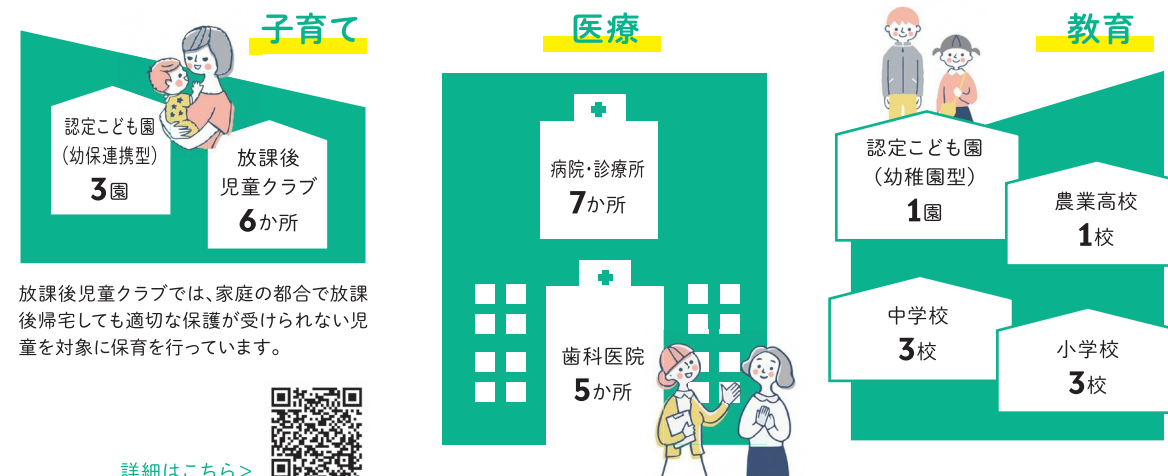 子育て
認定こども園
（幼保連携型）
3園
放課後
児童クラブ
6か所
放課後児童クラブでは、家庭の都合で放課
後帰宅しても適切な保護が受けられない児
童を対象に保育を行っています。
詳細はこちら>
医療
病院・診療所
7か所
歯科医院
5か所
教育
認定こども園
（幼稚園型）
1園
農業高校
1校
中学校
3校
小学校
3校